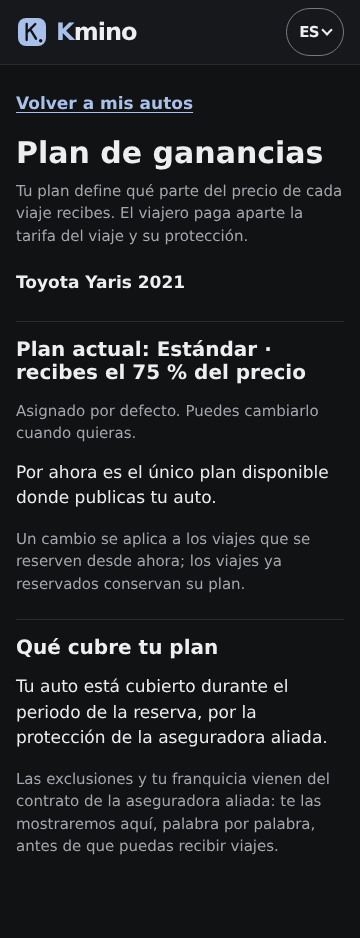 K. Kmino
ES
Volver a mis autos
Plan de ganancias
Tu plan define qué parte del precio de cada
viaje recibes. El viajero paga aparte la
tarifa del viaje y su protección.
Toyota Yaris 2021
Plan actual: Estándar ·
recibes el 75 % del precio
Asignado por defecto. Puedes cambiarlo
cuando quieras.
Por ahora es el único plan disponible
donde publicas tu auto.
Un cambio se aplica a los viajes que se
reserven desde ahora; los viajes ya
reservados conservan su plan.
Qué cubre tu plan
Tu auto está cubierto durante el
periodo de la reserva, por la
protección de la aseguradora aliada.
Las exclusiones y tu franquicia vienen del
contrato de la aseguradora aliada: te las
mostraremos aquí, palabra por palabra,
antes de que puedas recibir viajes.